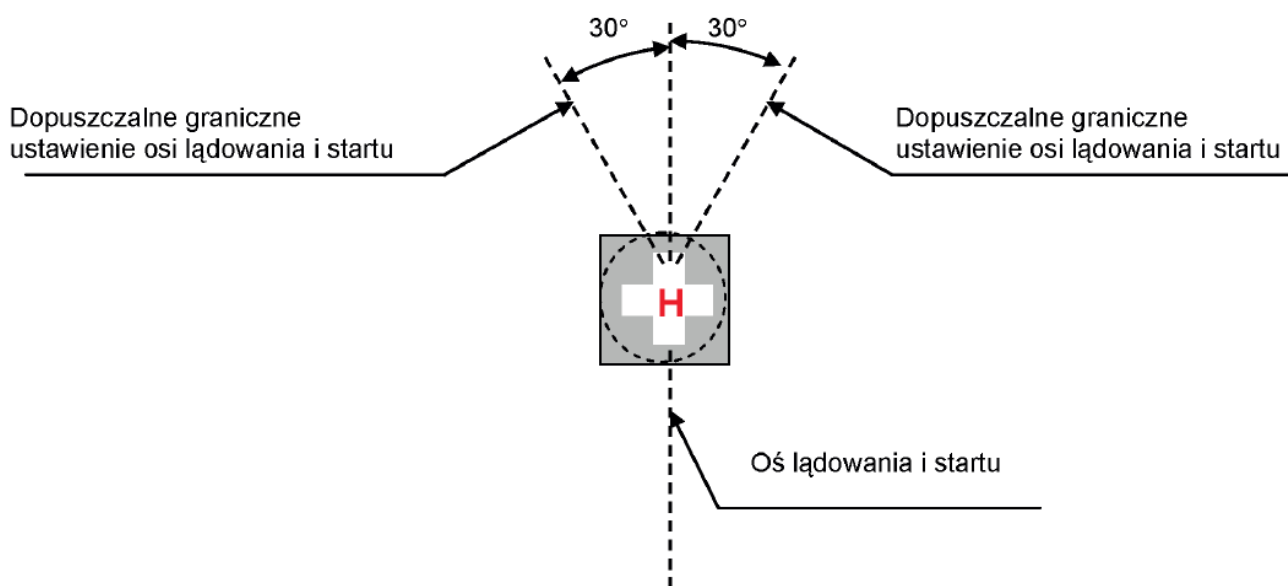 30°
30°
Dopuszczalne graniczne
ustawienie osi lądowania i startu
Dopuszczalne graniczne
ustawienie osi lądowania i startu
H
Oś lądowania i startu